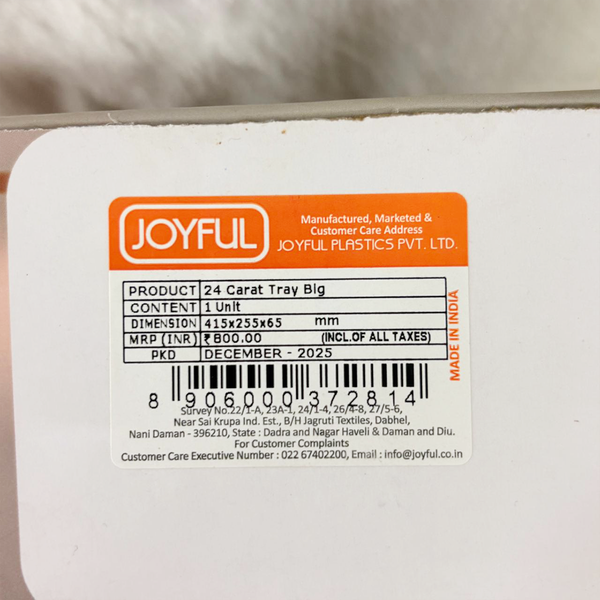 JOYFUL
Manufactured, Marketed &
Customer Care Address
JOYFUL PLASTICS PVT. LTD.
PRODUCT 24 Carat Tray Big
CONTENT 1 Unit
DIMENSION 415x255x65 mm
MRP (INR) ₹800.00 (INCL.OF ALL TAXES)
PKD DECEMBER - 2025
MADE IN INDIA
8 906000 372814
Survey No.22/1-A, 23A-1, 24/1-4, 26/4-8, 27/5-6,
Near Sai Krupa Ind. Est., B/H Jagruti Textiles, Dabhel,
Nani Daman - 396210, State : Dadra and Nagar Haveli & Daman and Diu.
For Customer Complaints
Customer Care Executive Number : 022 67402200, Email : info@joyful.co.in